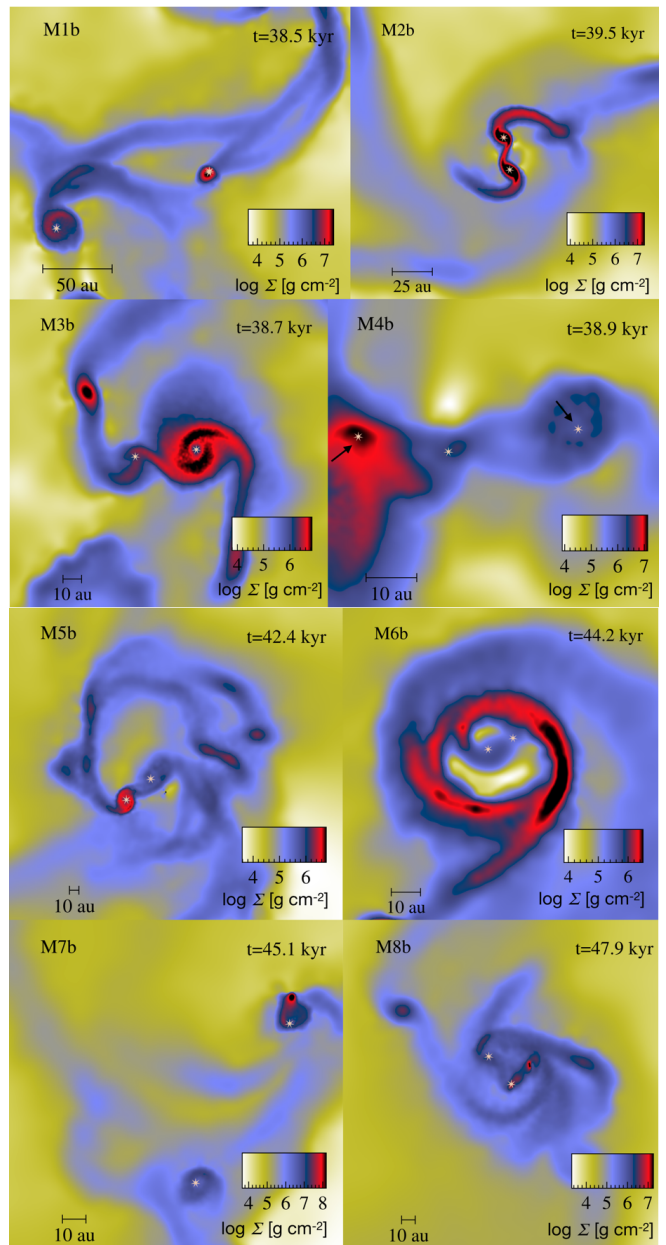 M1b t=38.5 kyr
4 5 6 7
50 au log Σ [g cm-2]
M2b t=39.5 kyr
4 5 6 7
25 au log Σ [g cm-2]
M3b t=38.7 kyr
4 5 6
10 au log Σ [g cm-2]
M4b t=38.9 kyr
4 5 6 7
10 au log Σ [g cm-2]
M5b t=42.4 kyr
4 5 6
10 au log Σ [g cm-2]
M6b t=44.2 kyr
4 5 6
10 au log Σ [g cm-2]
M7b t=45.1 kyr
4 5 6 7 8
10 au log Σ [g cm-2]
M8b t=47.9 kyr
4 5 6 7
10 au log Σ [g cm-2]